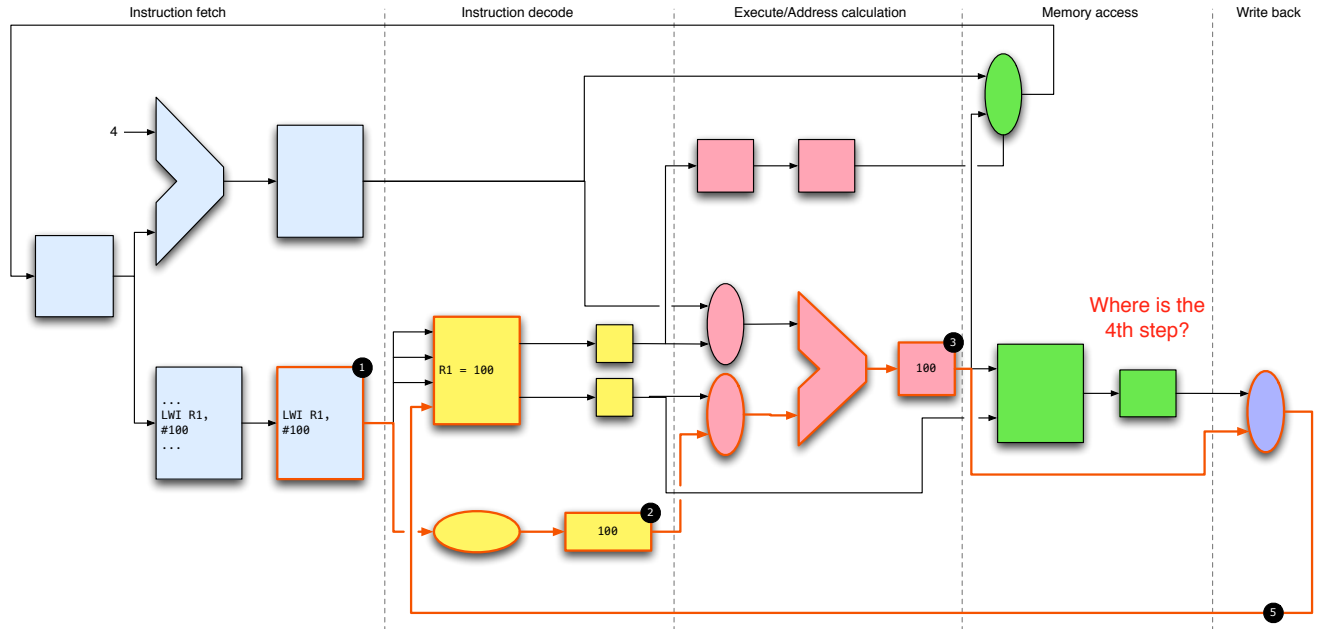 Instruction fetch
Instruction decode
Execute/Address calculation
Memory access
Write back
4
Where is the
4th step?
1
...
LWI R1,
#100
...
LWI R1,
#100
R1 = 100
3
100
2
100
5